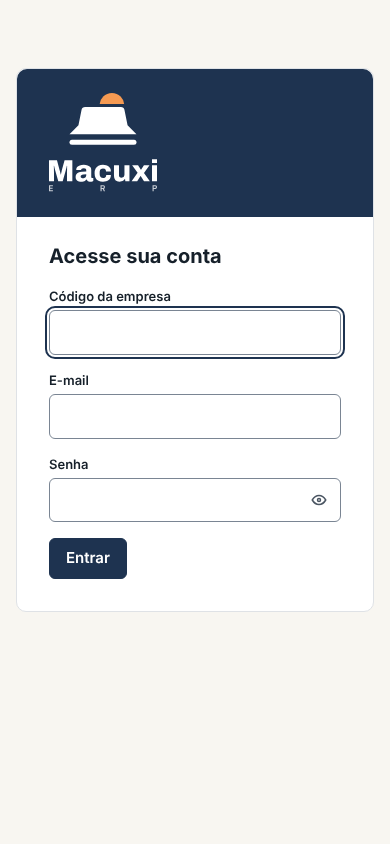 Macuxi
E R P
Acesse sua conta
Código da empresa
E-mail
Senha
Entrar